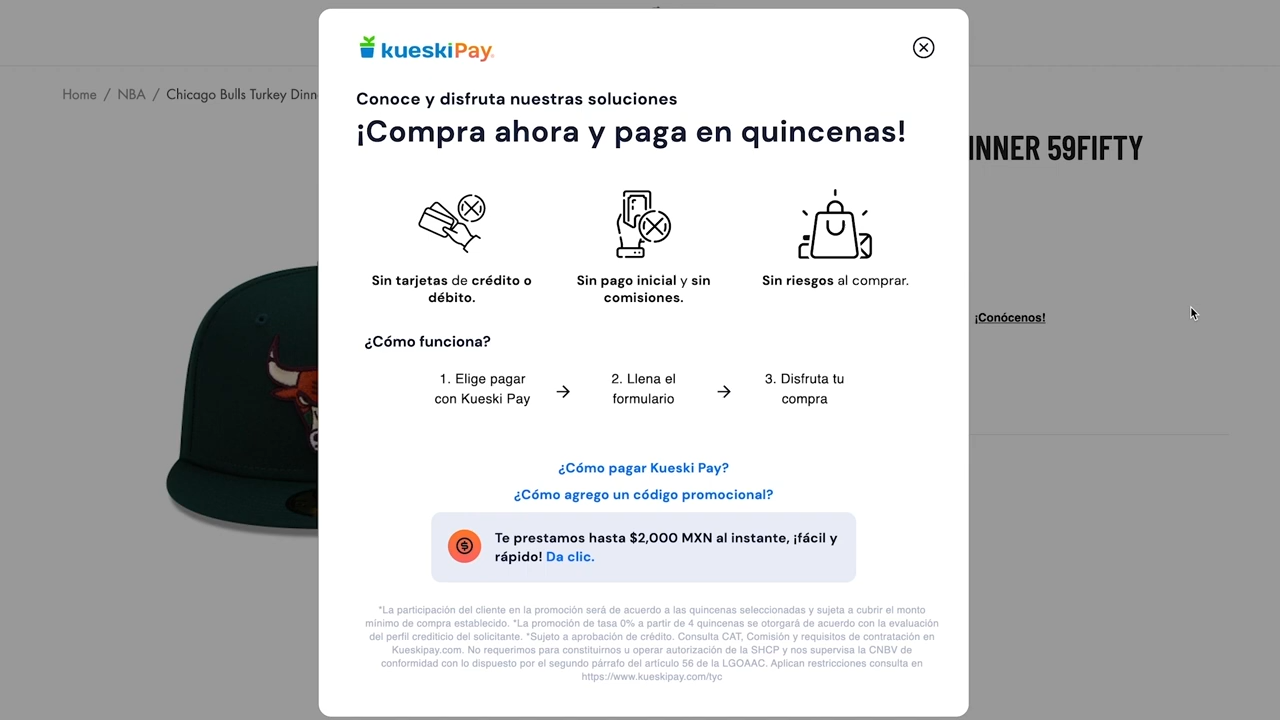 kueskiPay
Conoce y disfruta nuestras soluciones
¡Compra ahora y paga en quincenas!
Home / NBA / Chicago Bulls Turkey Dinn
INNER 59FIFTY
Sin tarjetas de crédito o
débito.
Sin pago inicial y sin
comisiones.
Sin riesgos al comprar.
¡Conócenos!
¿Cómo funciona?
1. Elige pagar
con Kueski Pay
2. Llena el
formulario
3. Disfruta tu
compra
¿Cómo pagar Kueski Pay?
¿Cómo agrego un código promocional?
Te prestamos hasta $2,000 MXN al instante, ¡fácil y
rápido! Da clic.
*La participación del cliente en la promoción será de acuerdo a las quincenas seleccionadas y sujeta a cubrir el monto
mínimo de compra establecido. *La promoción de tasa 0% a partir de 4 quincenas se otorgará de acuerdo con la evaluación
del perfil crediticio del solicitante. *Sujeto a aprobación de crédito. Consulta CAT, Comisión y requisitos de contratación en
Kueskipay.com. No requerimos para constituirnos u operar autorización de la SHCP y nos supervisa la CNBV de
conformidad con lo dispuesto por el segundo párrafo del artículo 56 de la LGOAAC. Aplican restricciones consulta en
https://www.kueskipay.com/tyc